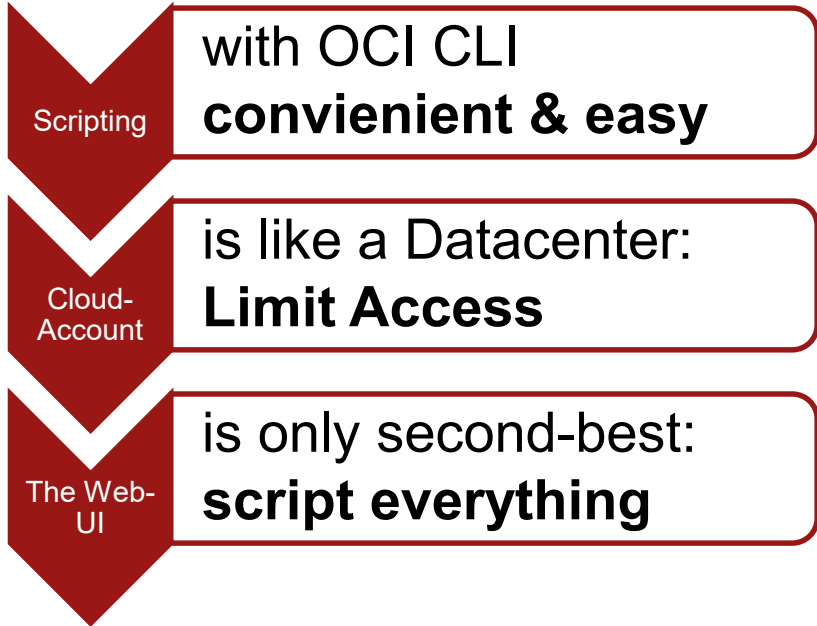 Scripting
with OCI CLI
convienient & easy
Cloud-
Account
is like a Datacenter:
Limit Access
The Web-
UI
is only second-best:
script everything